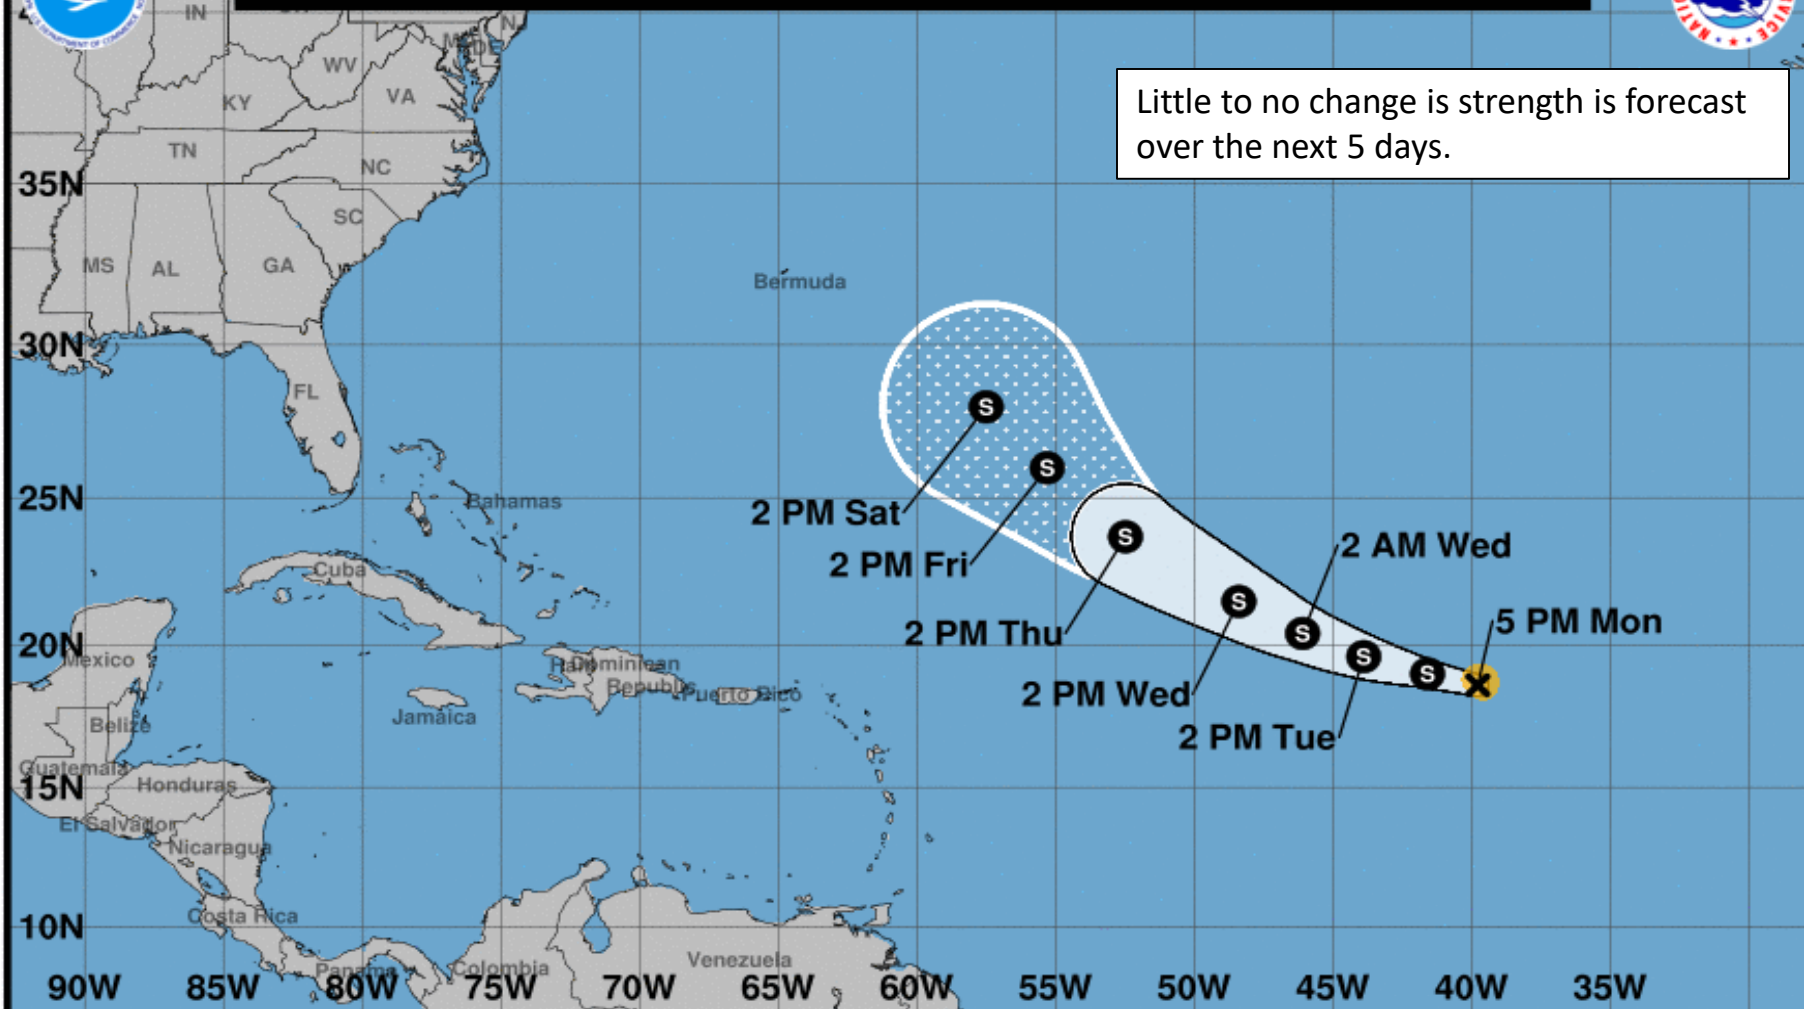 IN
N
DE
WV
KY
VA
Little to no change is strength is forecast
over the next 5 days.
TN
NC
35N
SC
MS
AL
GA
Bermuda
30N
FL
S
S
25N
Bahamas
2 PM Sat
S
2 AM Wed
2 PM Fri
Cuba
S
5 PM Mon
2 PM Thu
S
20N
Mexico
Haiti
Dominican
Republic
S
S
Puerto Rico
2 PM Wed
Jamaica
Belize
2 PM Tue
Guatemala
15N
Honduras
El Salvador
Nicaragua
Costa Rica
10N
Panama
Colombia
Venezuela
90W
85W
80W
75W
70W
65W
60W
55W
50W
45W
40W
35W